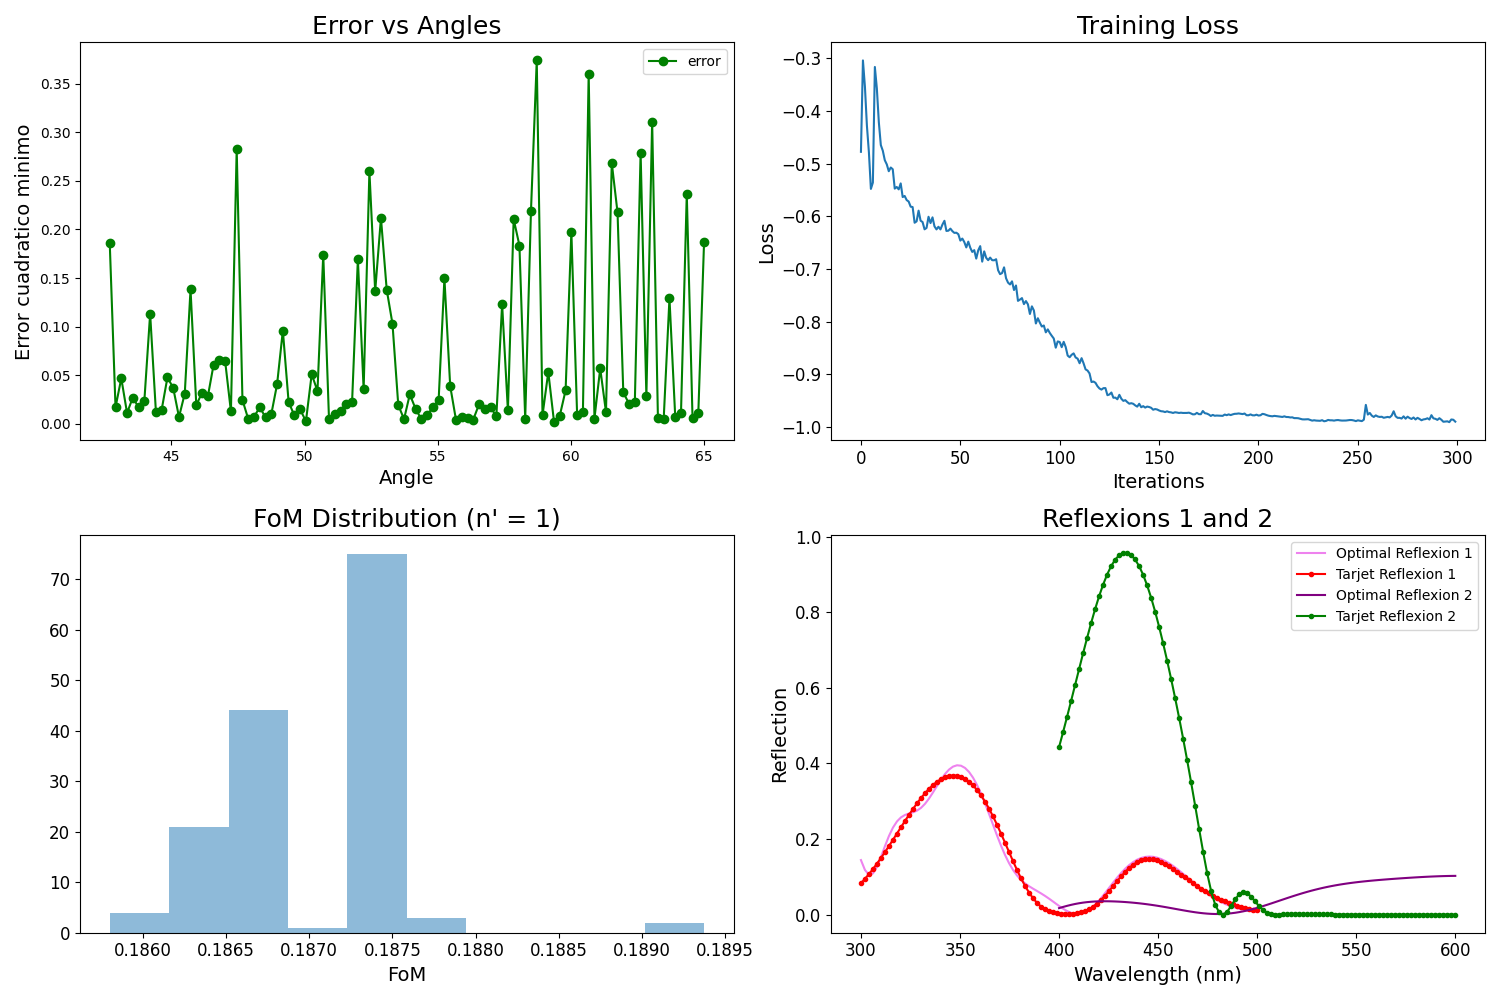 Error vs Angles
error
Error cuadratico minimo
0.35
0.30
0.25
0.20
0.15
0.10
0.05
0.00
45 50 55 60 65
Angle
Training Loss
Loss
−0.3
−0.4
−0.5
−0.6
−0.7
−0.8
−0.9
−1.0
0 50 100 150 200 250 300
Iterations
FoM Distribution (n' = 1)
70
60
50
40
30
20
10
0
0.1860 0.1865 0.1870 0.1875 0.1880 0.1885 0.1890 0.1895
FoM
Reflexions 1 and 2
Optimal Reflexion 1
Tarjet Reflexion 1
Optimal Reflexion 2
Tarjet Reflexion 2
Reflection
1.0
0.8
0.6
0.4
0.2
0.0
300 350 400 450 500 550 600
Wavelength (nm)